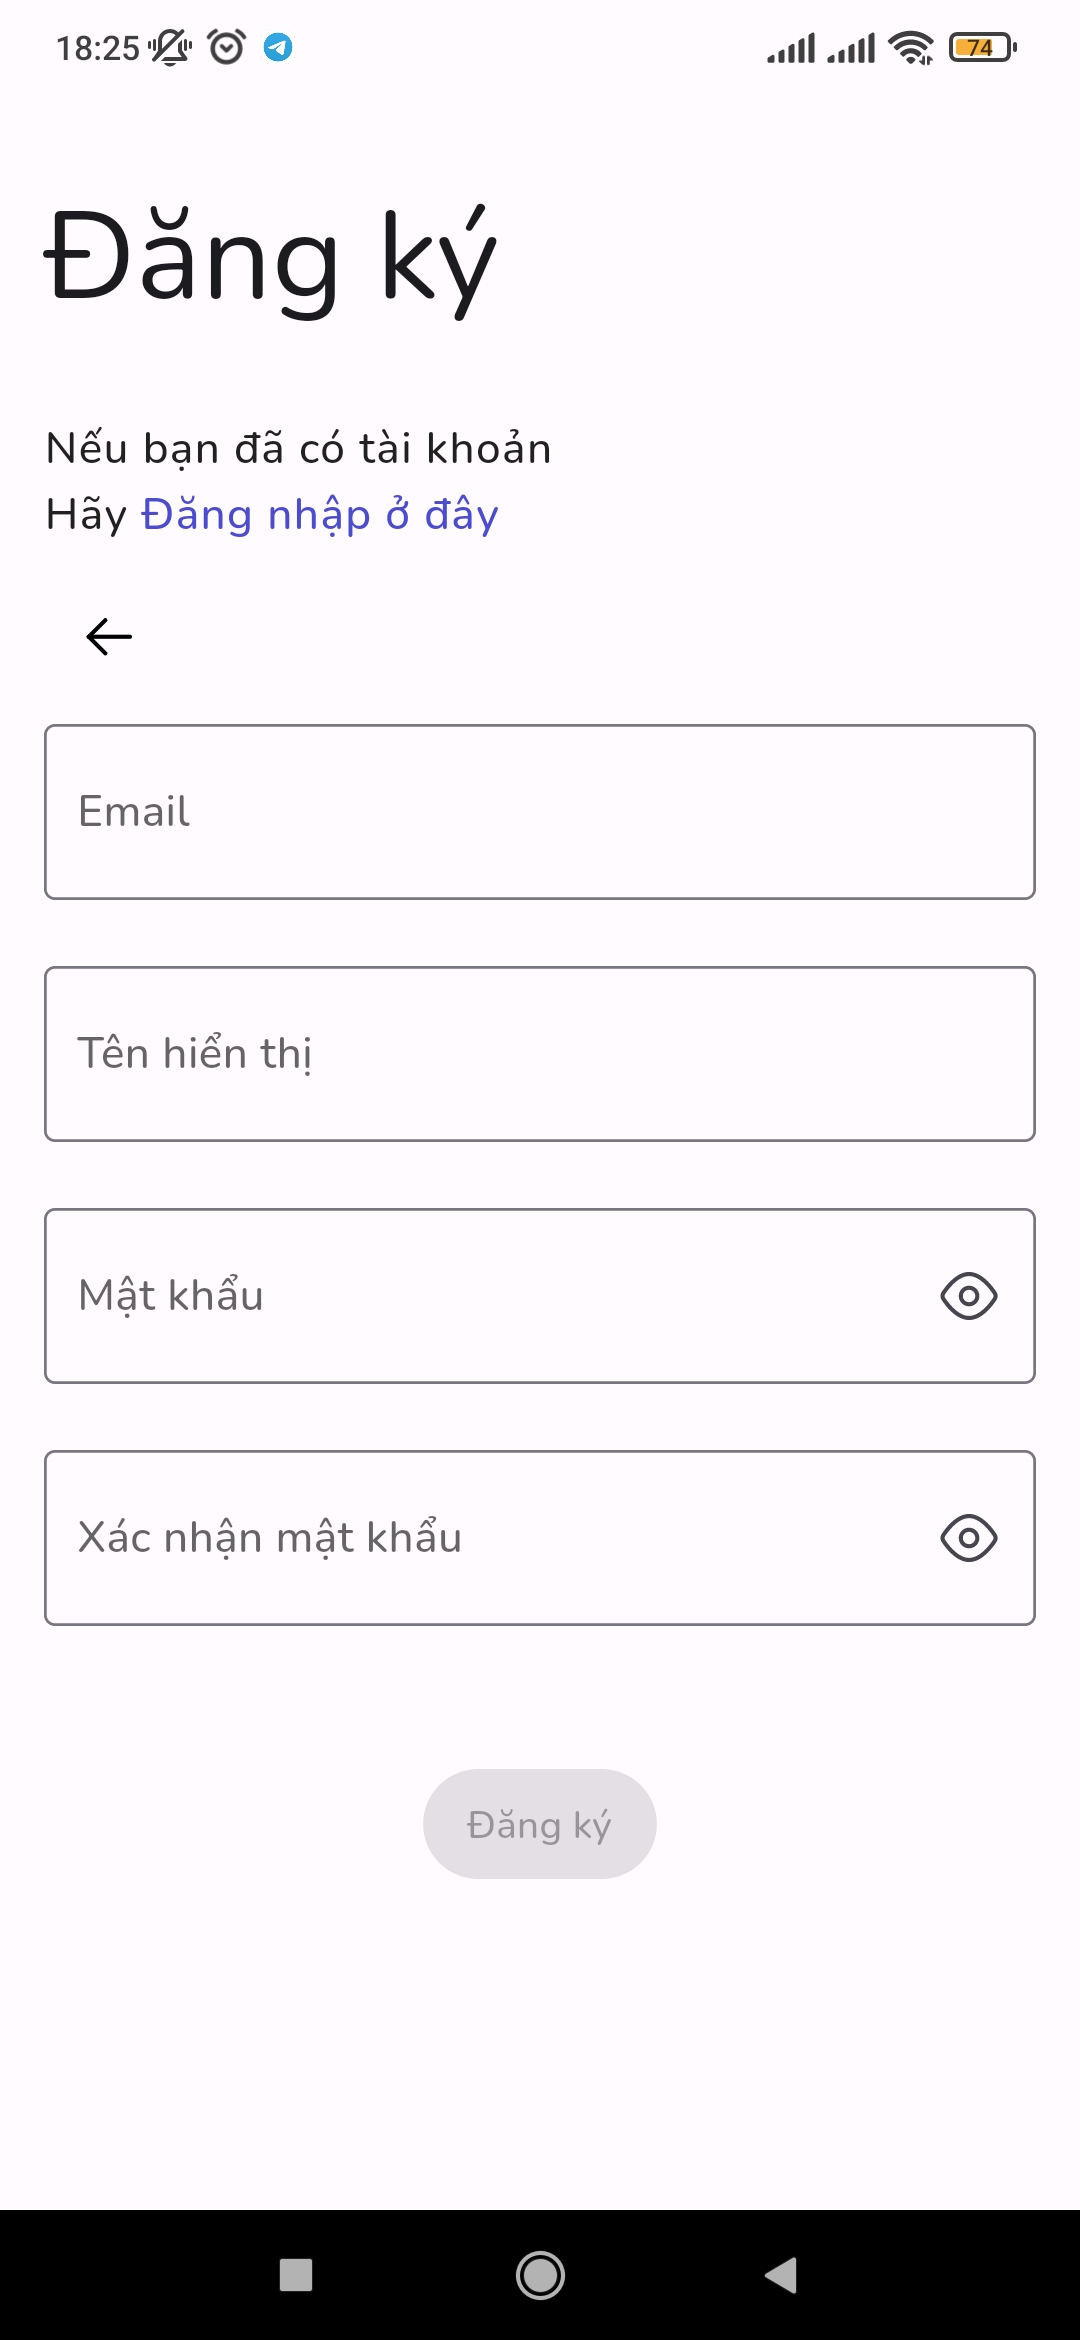 18:25
74
Đăng ký
Nếu bạn đã có tài khoản
Hãy Đăng nhập ở đây
Email
Tên hiển thị
Mật khẩu
Xác nhận mật khẩu
Đăng ký